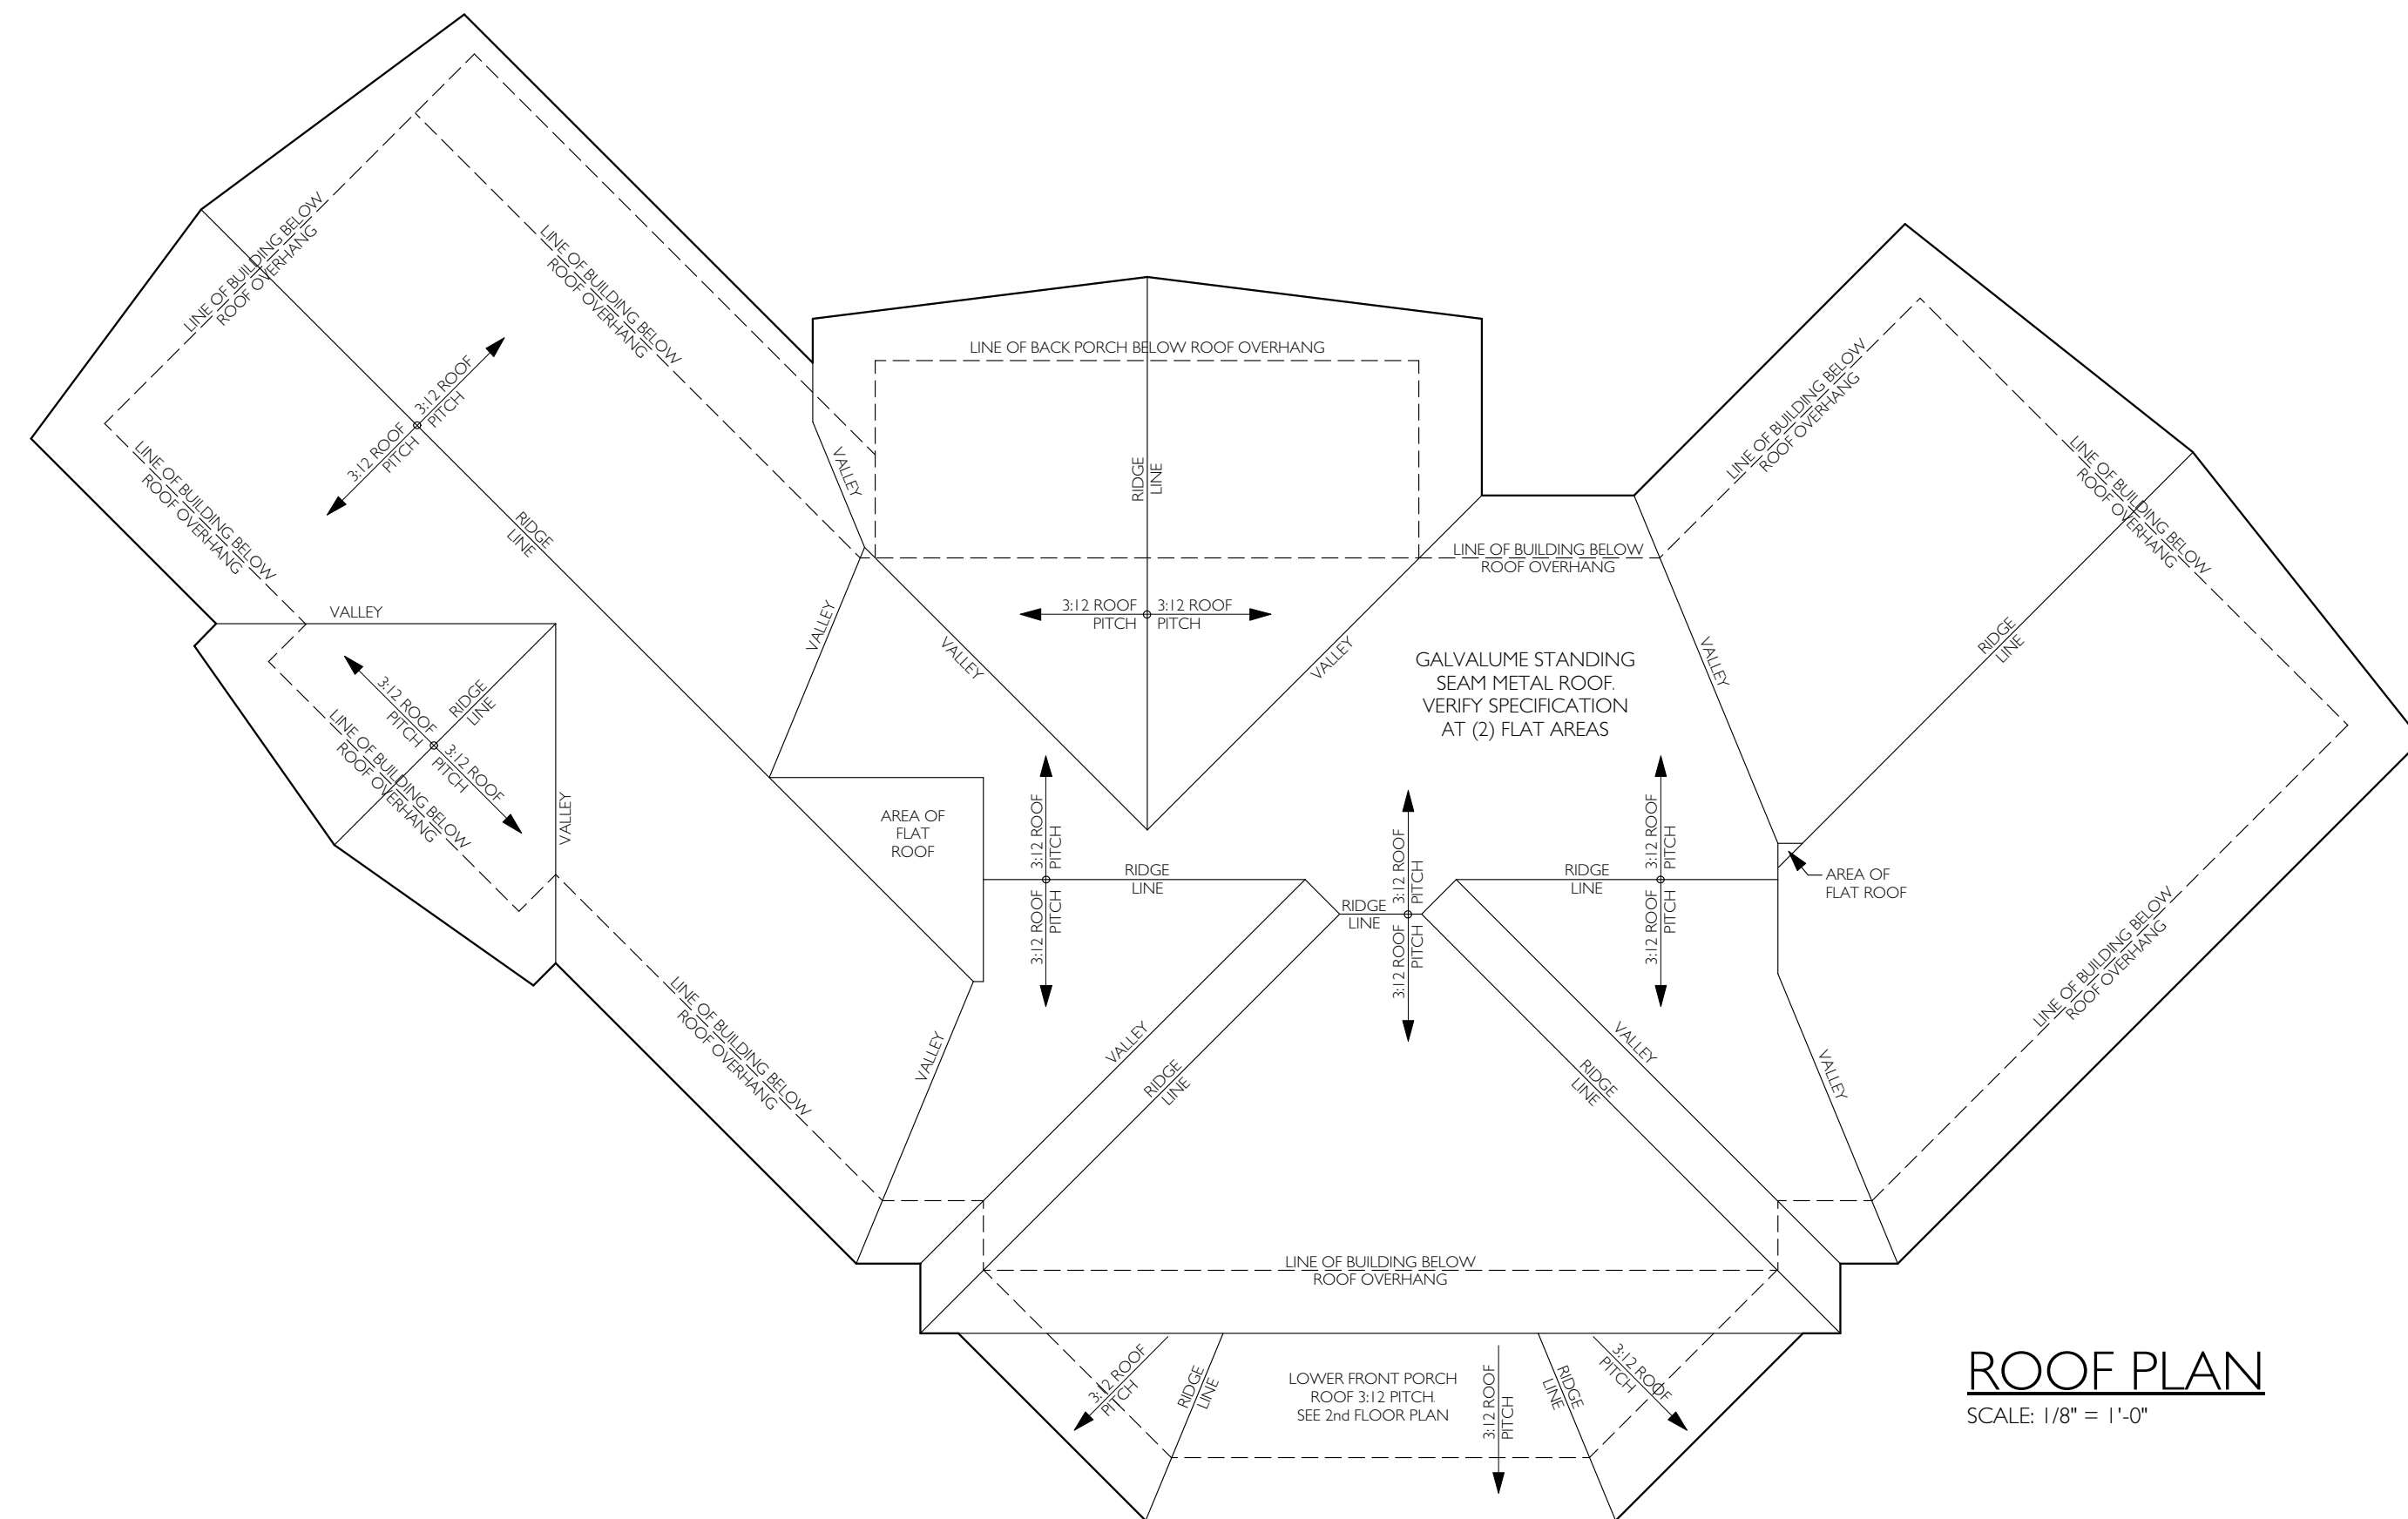 LINE OF BUILDING BELOW
ROOF OVERHANG
LINE OF BUILDING BELOW
ROOF OVERHANG
3:12 ROOF
PITCH
3:12 ROOF
PITCH
LINE OF BUILDING BELOW
ROOF OVERHANG
RIDGE
LINE
VALLEY
3:12 ROOF
PITCH
RIDGE
LINE
3:12 ROOF
PITCH
LINE OF BUILDING BELOW
ROOF OVERHANG
VALLEY
LINE OF BUILDING BELOW
ROOF OVERHANG
LINE OF BACK PORCH BELOW ROOF OVERHANG
VALLEY
RIDGE
LINE
VALLEY
3:12 ROOF
PITCH
3:12 ROOF
PITCH
VALLEY
VALLEY
LINE OF BUILDING BELOW
ROOF OVERHANG
LINE OF BUILDING BELOW
ROOF OVERHANG
LINE OF BUILDING BELOW
ROOF OVERHANG
VALLEY
RIDGE
LINE
GALVALUME STANDING
SEAM METAL ROOF.
VERIFY SPECIFICATION
AT (2) FLAT AREAS
AREA OF
FLAT
ROOF
3:12 ROOF
PITCH
3:12 ROOF
PITCH
RIDGE
LINE
RIDGE
LINE
3:12 ROOF
PITCH
3:12 ROOF
PITCH
RIDGE
LINE
3:12 ROOF
PITCH
3:12 ROOF
PITCH
AREA OF
FLAT ROOF
VALLEY
VALLEY
RIDGE
LINE
VALLEY
RIDGE
LINE
VALLEY
LINE OF BUILDING BELOW
ROOF OVERHANG
LINE OF BUILDING BELOW
ROOF OVERHANG
3:12 ROOF
PITCH
RIDGE
LINE
LOWER FRONT PORCH
ROOF 3:12 PITCH.
SEE 2nd FLOOR PLAN
3:12 ROOF
PITCH
RIDGE
LINE
3:12 ROOF
PITCH
ROOF PLAN
SCALE: 1/8" = 1'-0"